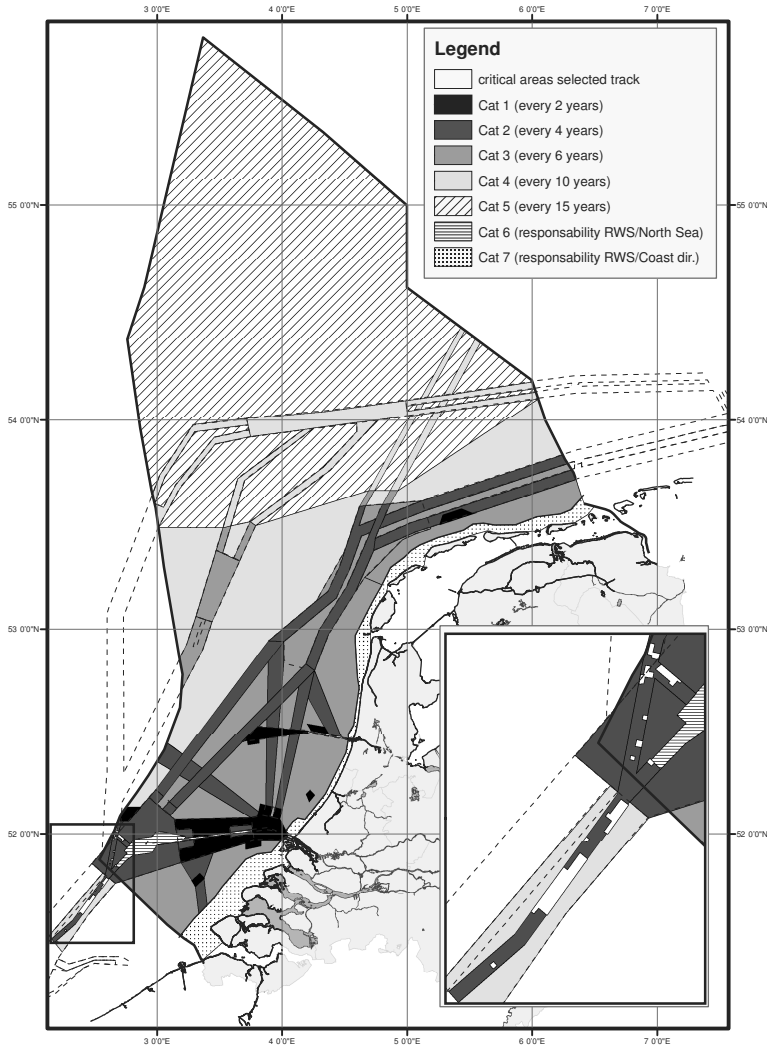 3 0'0"E 4 0'0"E 5 0'0"E 6 0'0"E 7 0'0"E
Legend
critical areas selected track
Cat 1 (every 2 years)
Cat 2 (every 4 years)
Cat 3 (every 6 years)
Cat 4 (every 10 years)
Cat 5 (every 15 years)
Cat 6 (responsability RWS/North Sea)
Cat 7 (responsability RWS/Coast dir.)
55 0'0"N 55 0'0"N
54 0'0"N 54 0'0"N
53 0'0"N 53 0'0"N
52 0'0"N 52 0'0"N
3 0'0"E 4 0'0"E 5 0'0"E 6 0'0"E 7 0'0"E